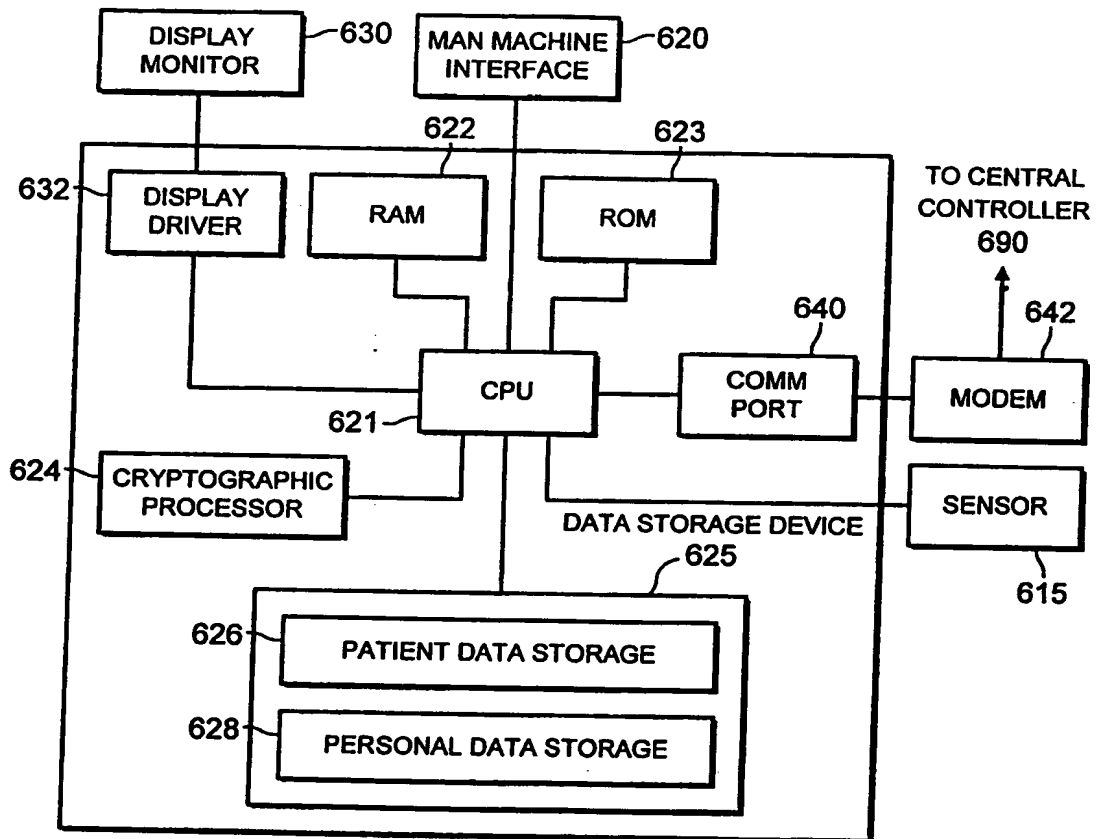 DISPLAY
MONITOR
630
MAN MACHINE
INTERFACE
620
622
623
632
DISPLAY
DRIVER
RAM
ROM
TO CENTRAL
CONTROLLER
690
640
642
CPU
621
COMM
PORT
MODEM
624
CRYPTOGRAPHIC
PROCESSOR
SENSOR
615
DATA STORAGE DEVICE
625
626
PATIENT DATA STORAGE
628
PERSONAL DATA STORAGE